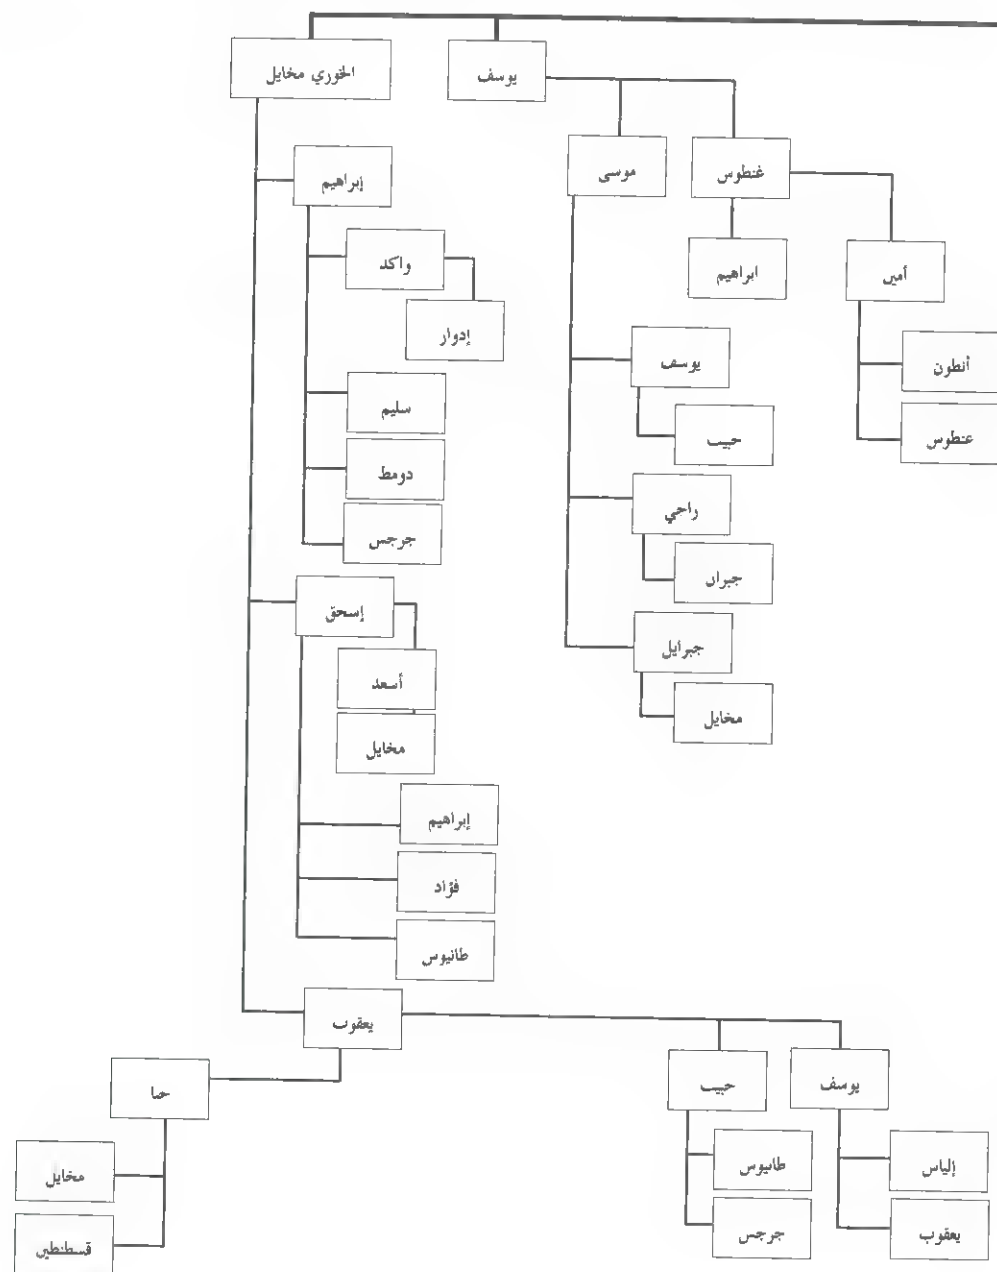 الخوري مخايل
يوسف
إبراهيم
موسى
غنطوس
واكد
ابراهيم
أمين
إدوار
يوسف
أنطون
سليم
حبيب
غنطوس
دومط
راجي
جرجس
جبران
إسحق
جبرايل
أسعد
مخايل
مخايل
إبراهيم
فؤاد
طانيوس
يعقوب
حنا
حبيب
يوسف
مخايل
طانيوس
إلياس
قسطنطين
جرجس
يعقوب